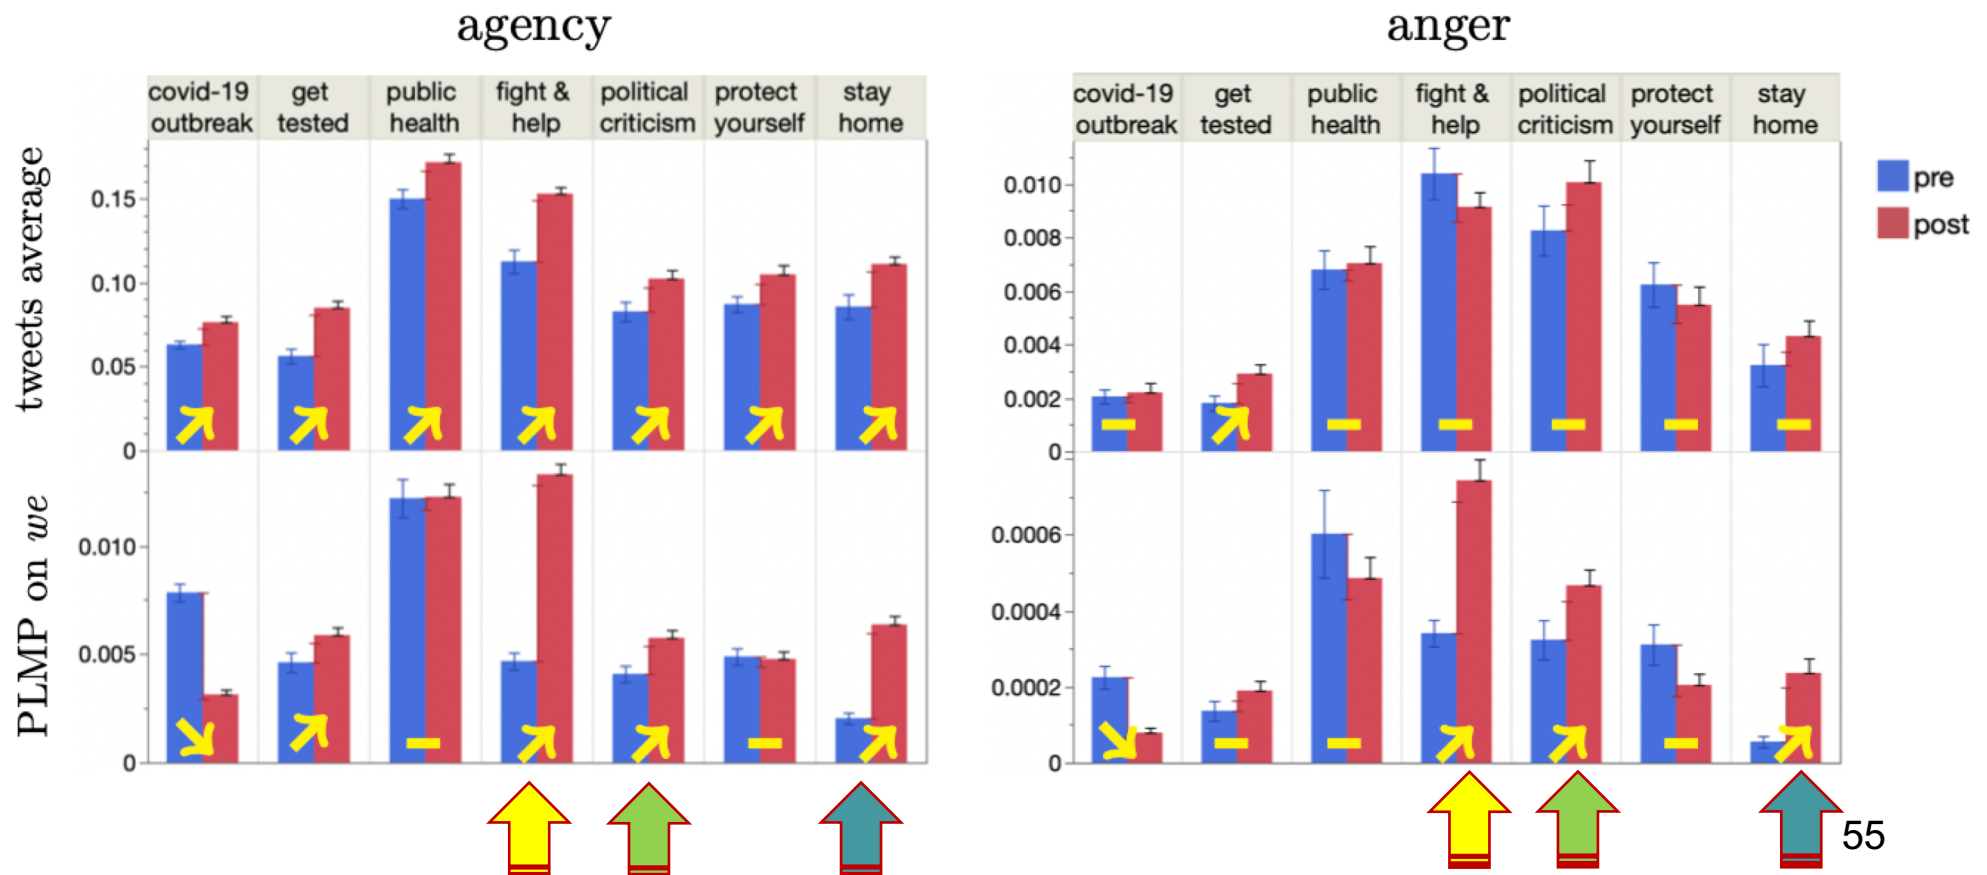 agency
anger
covid-19 get public fight & political protect stay
outbreak tested health help criticism yourself home
covid-19 get public fight & political protect stay
outbreak tested health help criticism yourself home
tweets average
0.15
0.10
0.05
0
0.010
0.008
0.006
0.004
0.002
0
pre
post
PLMP on we
0.010
0.005
0
0.0006
0.0004
0.0002
0
55